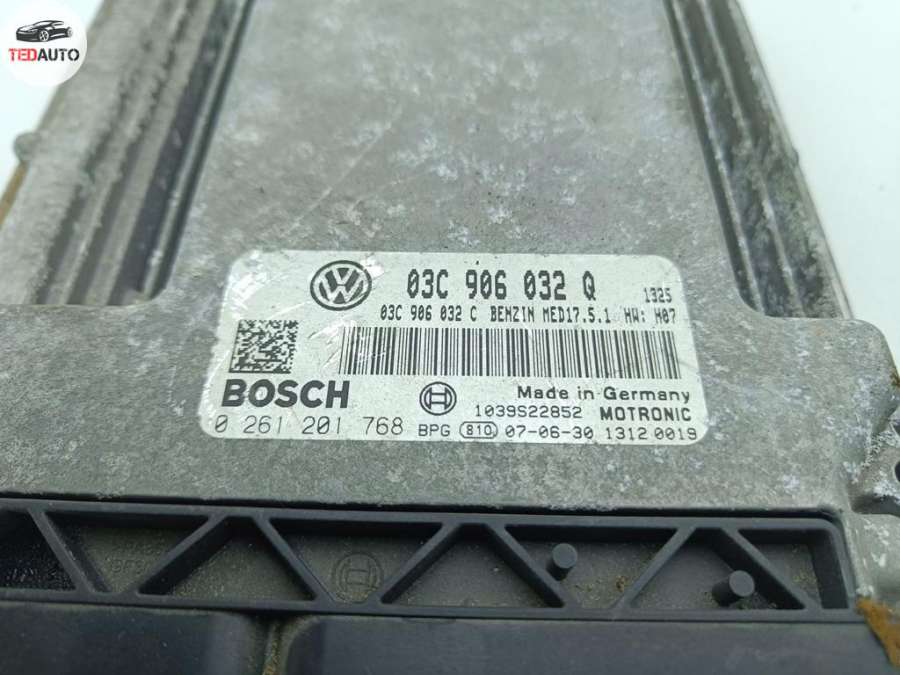 TEDAUTO
03C 906 032 Q 1325
03C 906 032 C BENZIN MED17.5.1 HW: H07
BOSCH
Made in Germany
1039S22852 MOTRONIC
0 261 201 768 BPG 810 07-06-30 1312 0019